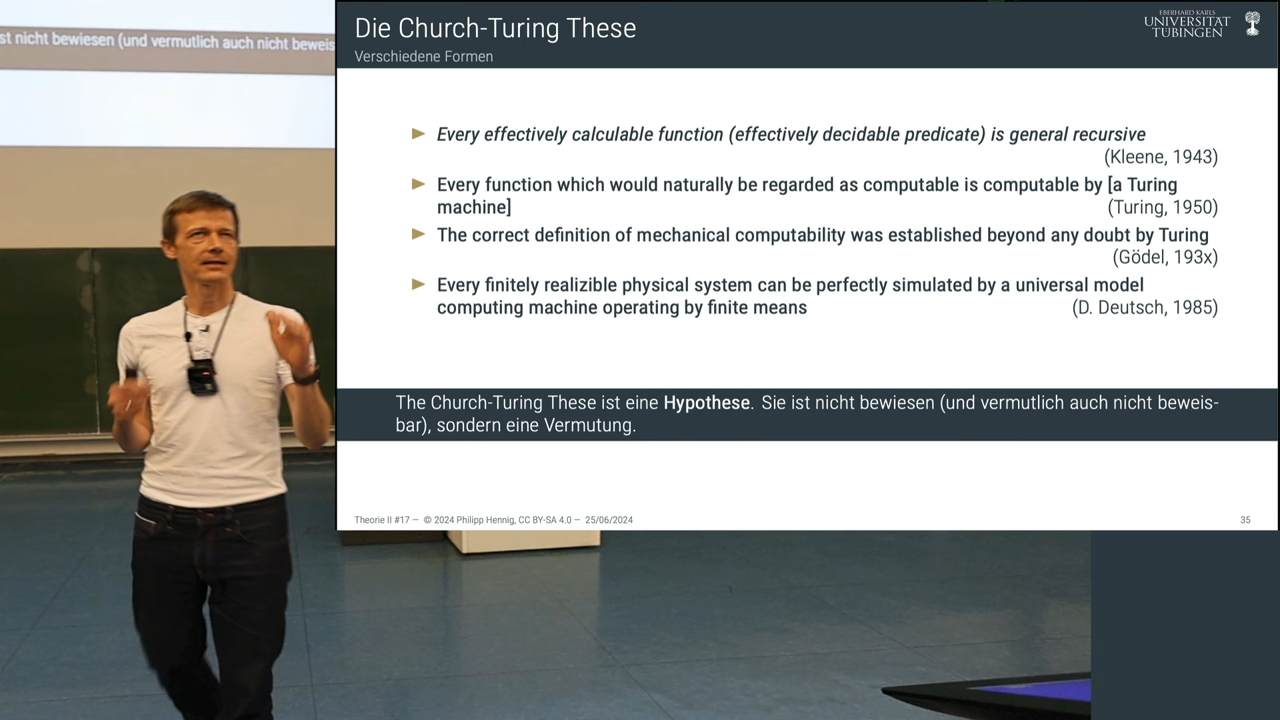 st nicht bewiesen (und vermutlich auch nicht beweis
Die Church-Turing These
Verschiedene Formen
EBERHARD KARLS
UNIVERSITÄT
TÜBINGEN
Every effectively calculable function (effectively decidable predicate) is general recursive
(Kleene, 1943)
Every function which would naturally be regarded as computable is computable by [a Turing
machine] (Turing, 1950)
The correct definition of mechanical computability was established beyond any doubt by Turing
(Gödel, 193x)
Every finitely realizible physical system can be perfectly simulated by a universal model
computing machine operating by finite means (D. Deutsch, 1985)
The Church-Turing These ist eine Hypothese. Sie ist nicht bewiesen (und vermutlich auch nicht beweis-
bar), sondern eine Vermutung.
Theorie II #17 — © 2024 Philipp Hennig, CC BY-SA 4.0 — 25/06/2024
35